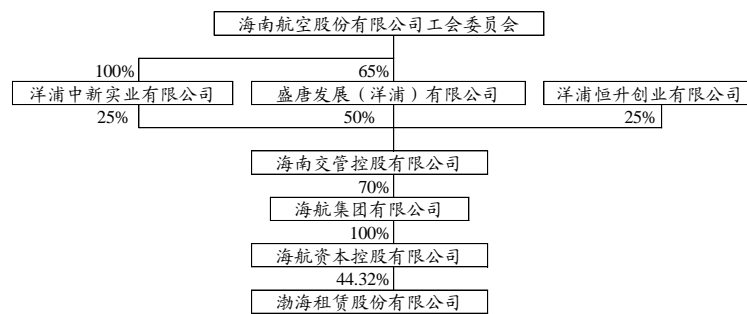 海南航空股份有限公司工会委员会
100% 65%
洋浦中新实业有限公司 盛唐发展（洋浦）有限公司 洋浦恒升创业有限公司
25% 50% 25%
海南交管控股有限公司
70%
海航集团有限公司
100%
海航资本控股有限公司
44.32%
渤海租赁股份有限公司